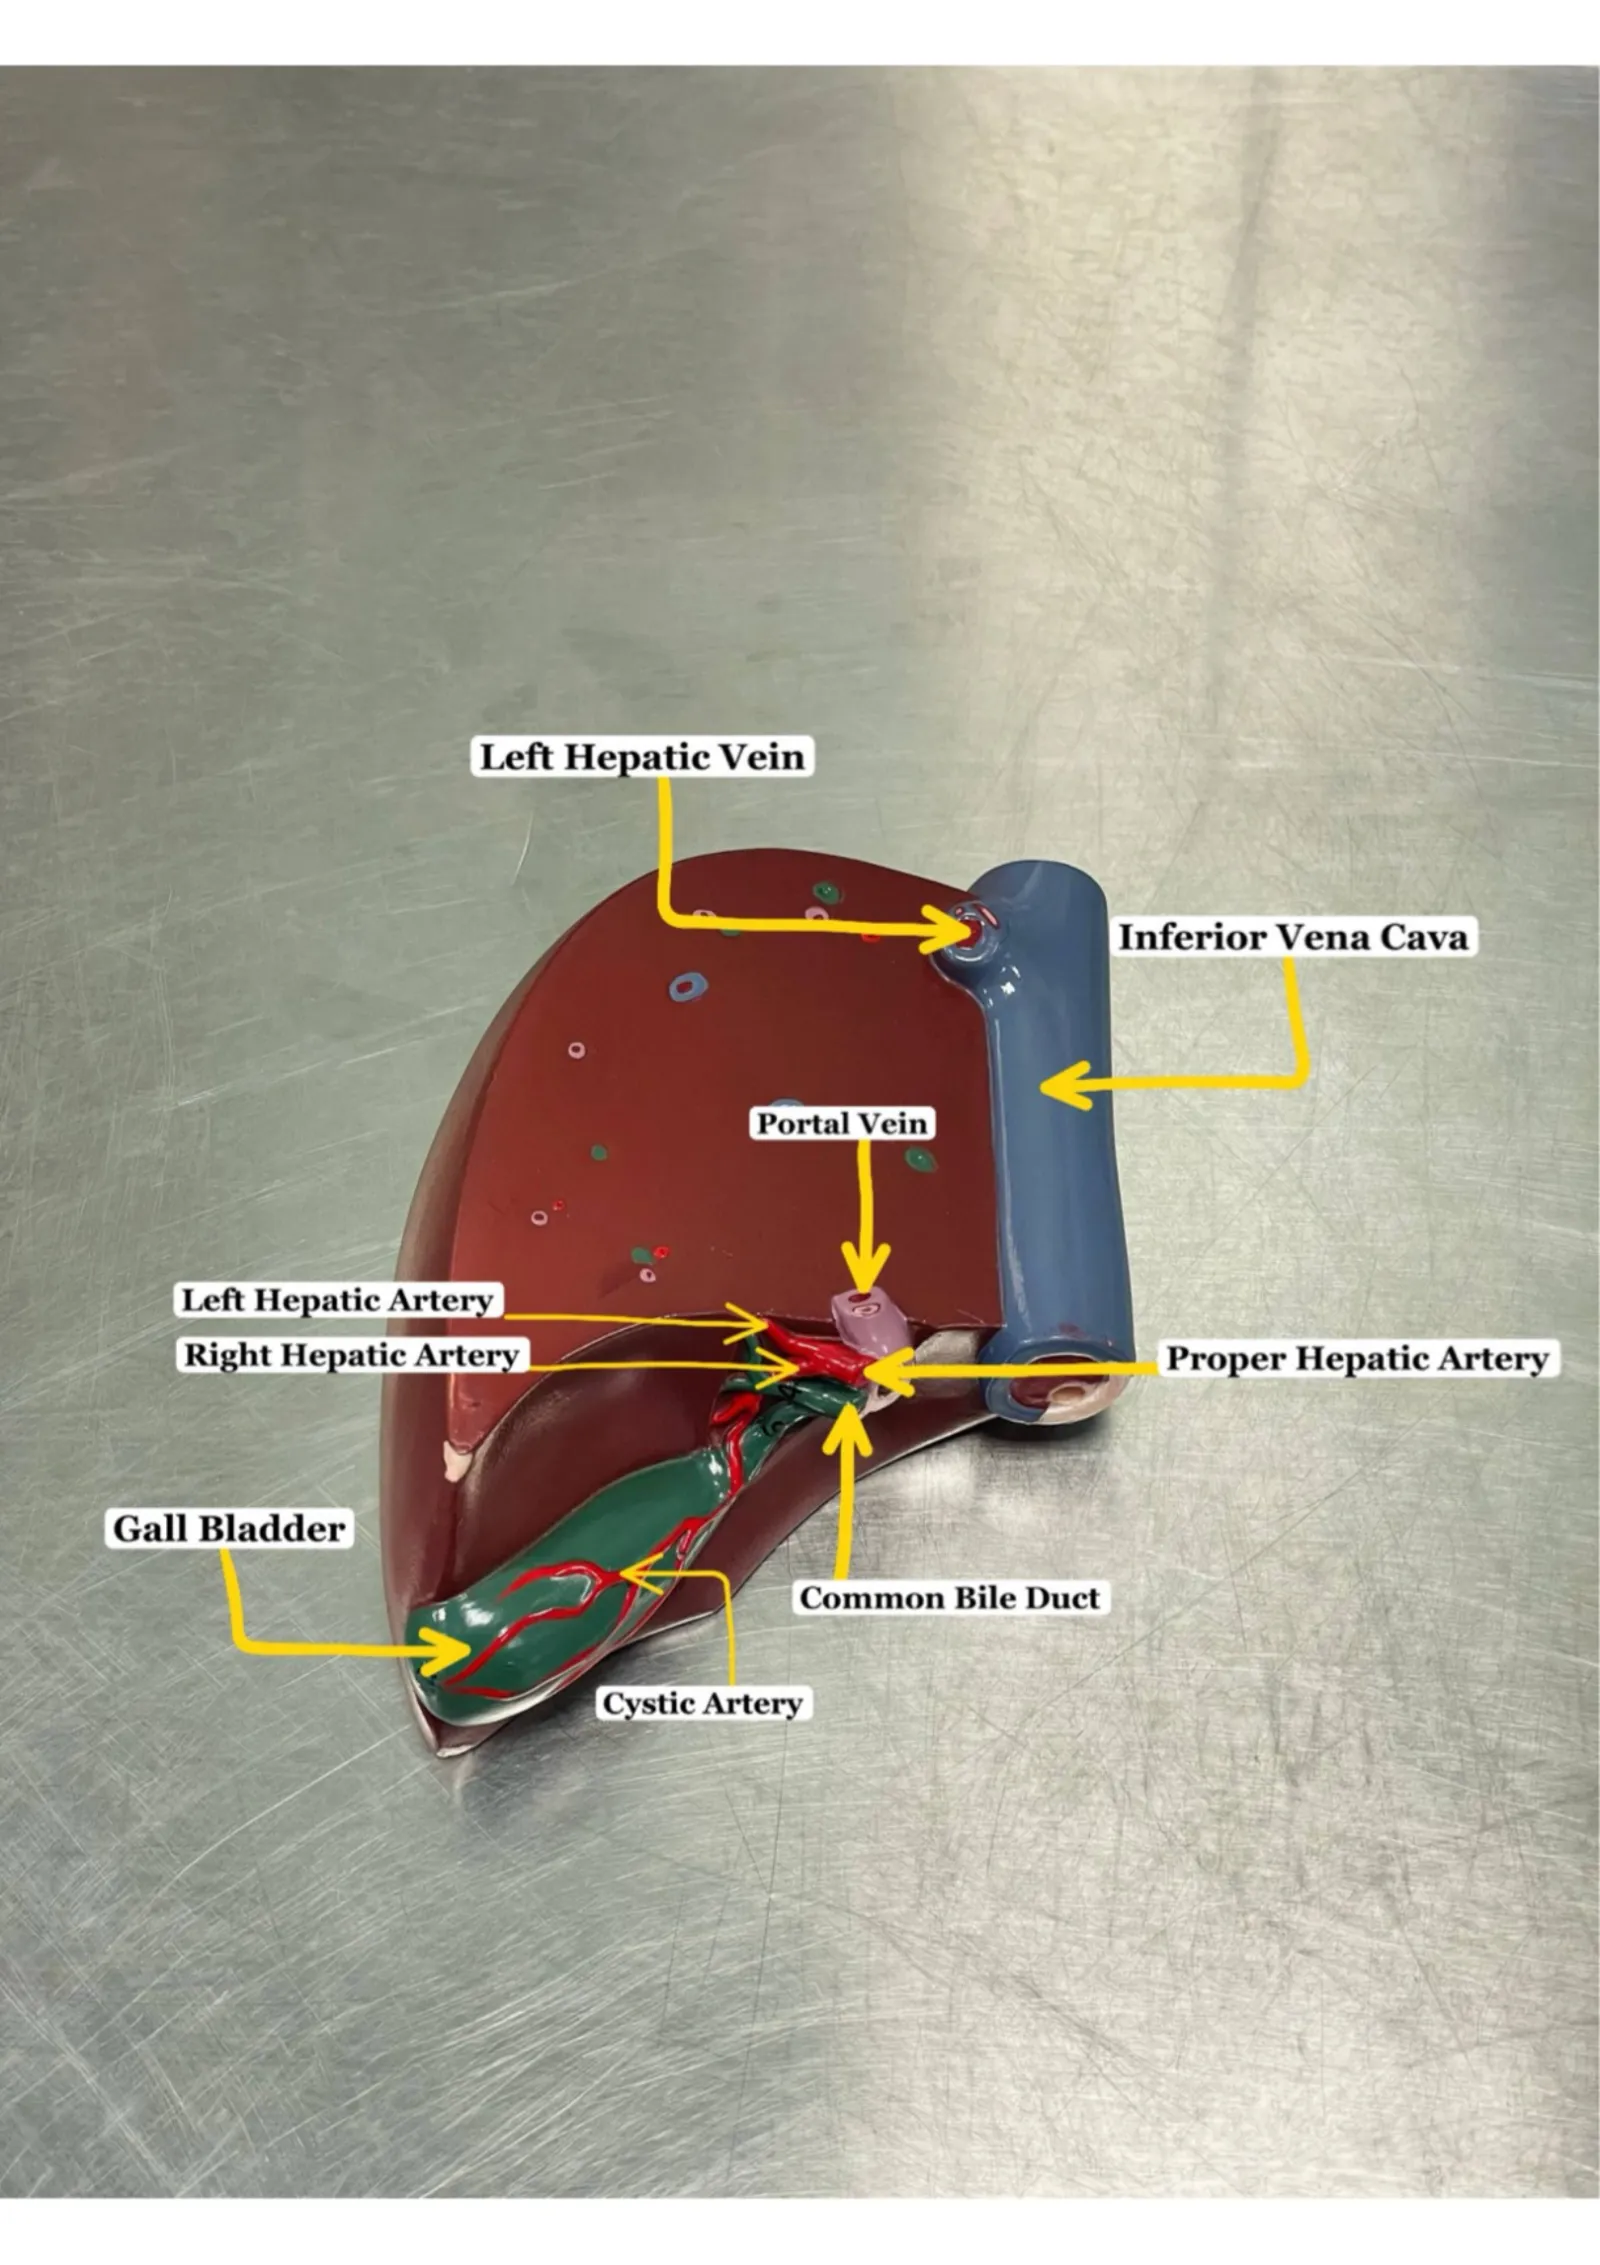 Left Hepatic Vein
Inferior Vena Cava
Portal Vein
Left Hepatic Artery
Right Hepatic Artery
Proper Hepatic Artery
Gall Bladder
Common Bile Duct
Cystic Artery